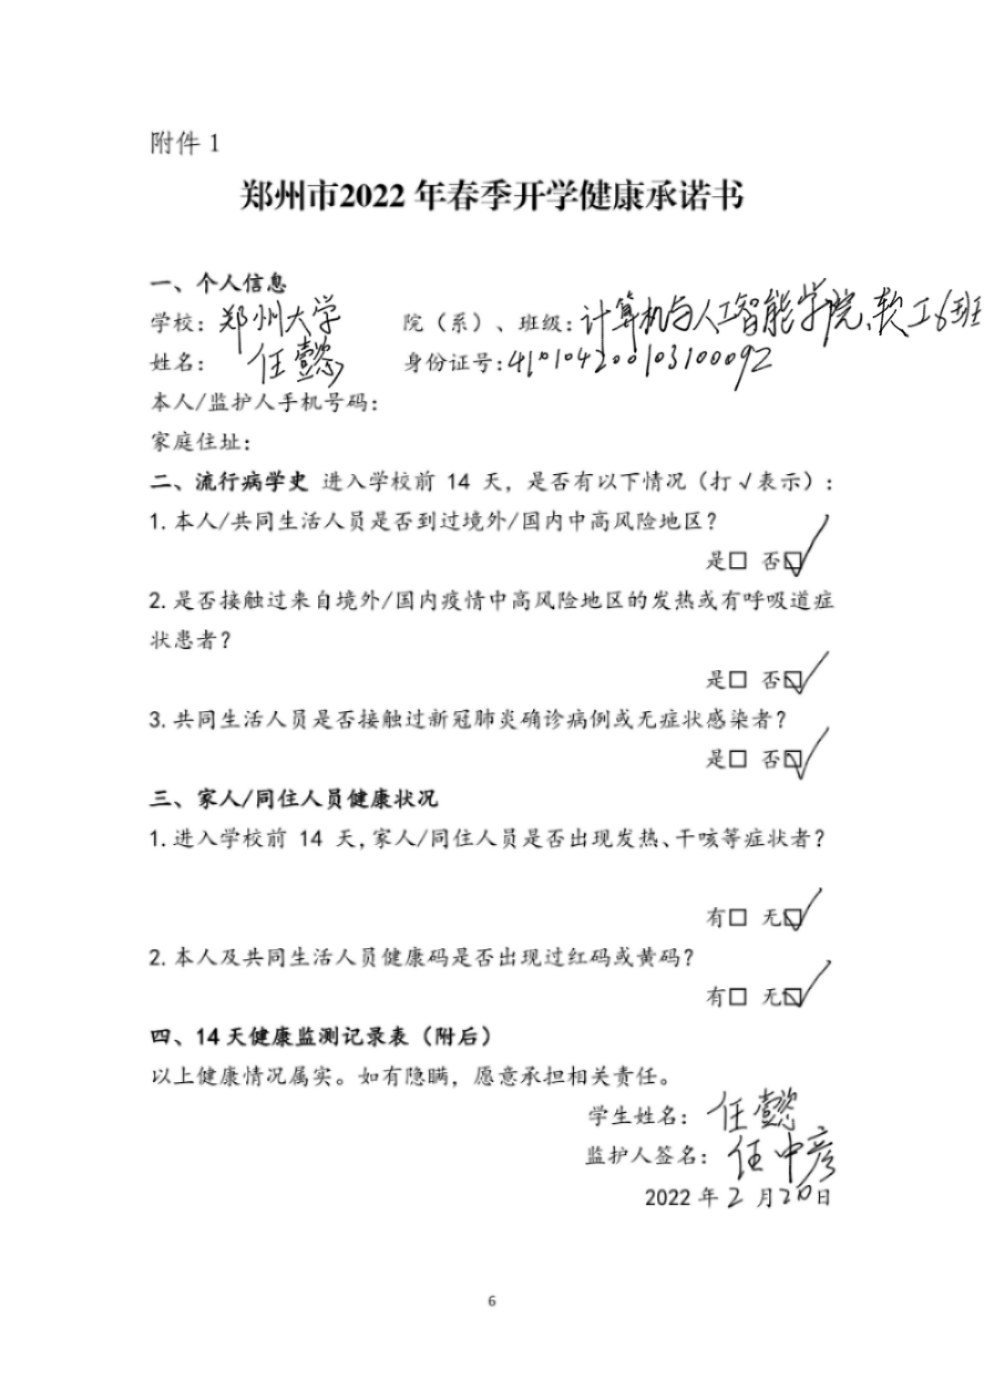 附件 1
郑州市2022 年春季开学健康承诺书
一、个人信息
学校：郑州大学 院（系）、班级：计算机与人工智能学院、软工6班
姓名： 任懿 身份证号：410104200103100092
本人/监护人手机号码：
家庭住址：
二、流行病学史 进入学校前 14 天，是否有以下情况（打√表示）：
1.本人/共同生活人员是否到过境外/国内中高风险地区？
是□ 否☑
2.是否接触过来自境外/国内疫情中高风险地区的发热或有呼吸道症
状患者？
是□ 否☑
3.共同生活人员是否接触过新冠肺炎确诊病例或无症状感染者？
是□ 否☑
三、家人/同住人员健康状况
1.进入学校前 14 天，家人/同住人员是否出现发热、干咳等症状者？
有□ 无☑
2.本人及共同生活人员健康码是否出现过红码或黄码？
有□ 无☑
四、14天健康监测记录表（附后）
以上健康情况属实。如有隐瞒，愿意承担相关责任。
学生姓名： 任懿
监护人签名： 任中彦
2022 年 2 月 20 日
6